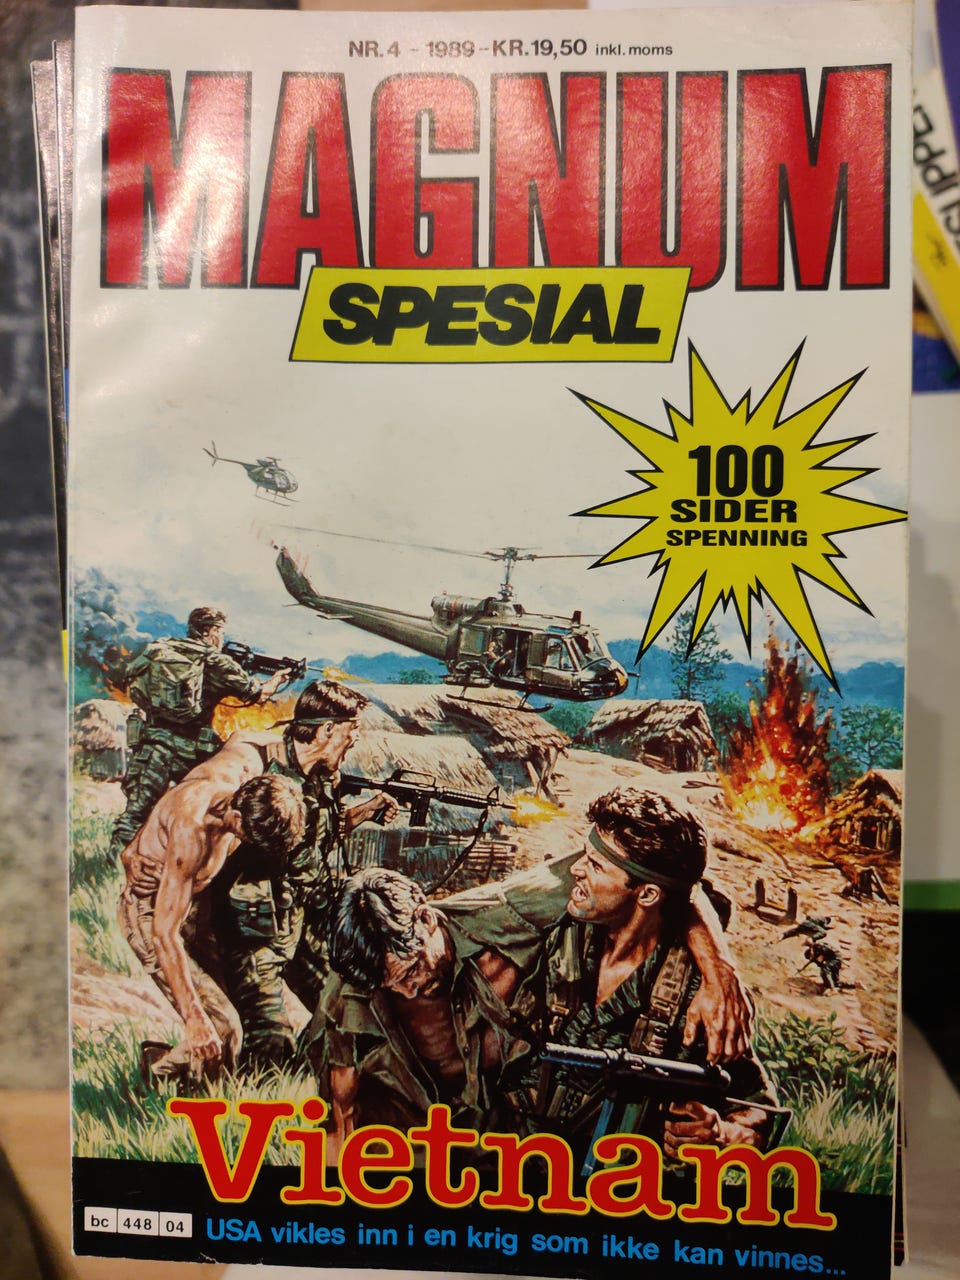 NR. 4 - 1989 - KR. 19,50 inkl. moms
MAGNUM
SPESIAL
100
SIDER
SPENNING
Vietnam
bc 448 04
USA vikles inn i en krig som ikke kan vinnes...